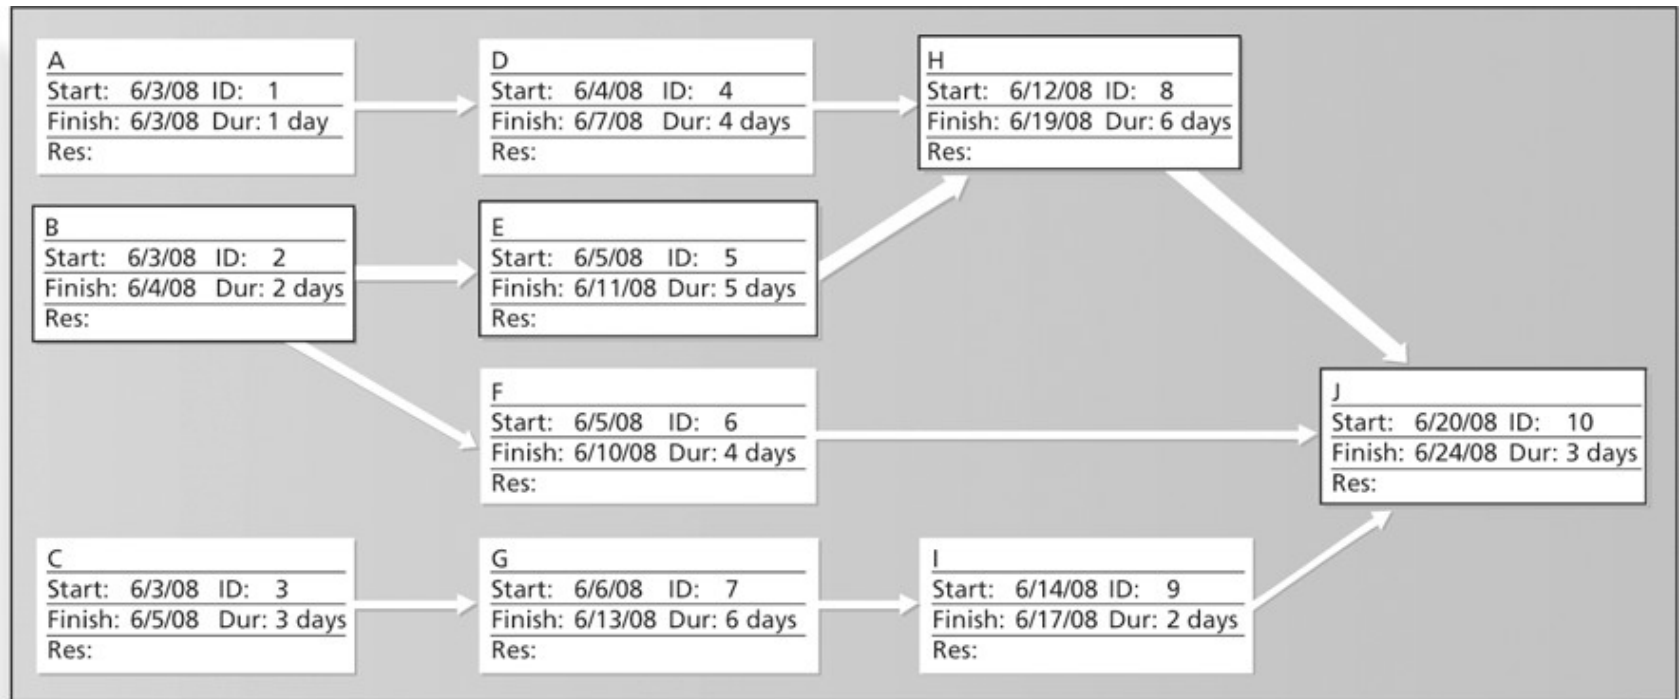 A
Start: 6/3/08 ID: 1
Finish: 6/3/08 Dur: 1 day
Res:
D
Start: 6/4/08 ID: 4
Finish: 6/7/08 Dur: 4 days
Res:
H
Start: 6/12/08 ID: 8
Finish: 6/19/08 Dur: 6 days
Res:
B
Start: 6/3/08 ID: 2
Finish: 6/4/08 Dur: 2 days
Res:
E
Start: 6/5/08 ID: 5
Finish: 6/11/08 Dur: 5 days
Res:
F
Start: 6/5/08 ID: 6
Finish: 6/10/08 Dur: 4 days
Res:
J
Start: 6/20/08 ID: 10
Finish: 6/24/08 Dur: 3 days
Res:
C
Start: 6/3/08 ID: 3
Finish: 6/5/08 Dur: 3 days
Res:
G
Start: 6/6/08 ID: 7
Finish: 6/13/08 Dur: 6 days
Res:
I
Start: 6/14/08 ID: 9
Finish: 6/17/08 Dur: 2 days
Res: